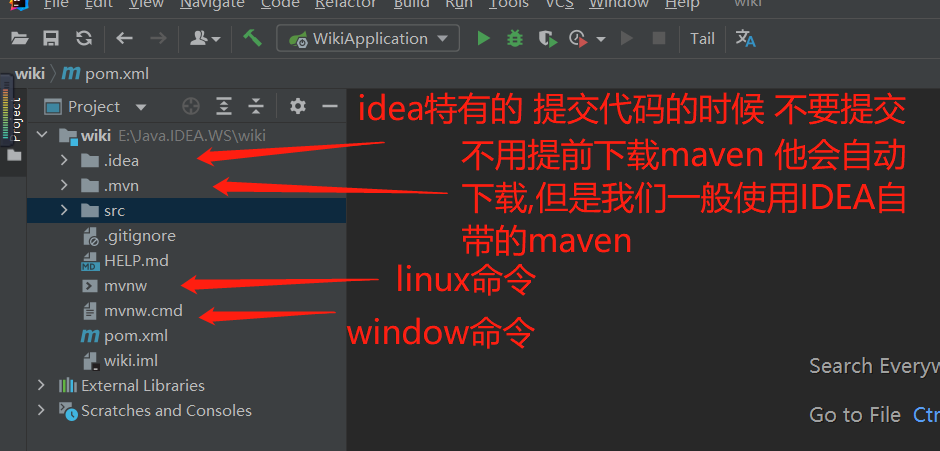 File Edit View Navigate Code Refactor Build Run Tools VCS Window Help wiki
WikiApplication Tail
wiki pom.xml
Project
Project
idea特有的 提交代码的时候 不要提交
wiki E:\Java.IDEA.WS\wiki
.idea
不用提前下载maven 他会自动
.mvn
下载,但是我们一般使用IDEA自
src
带的maven
.gitignore
HELP.md
mvnw
linux命令
mvnw.cmd
window命令
pom.xml
wiki.iml
Search Everyw
External Libraries
Scratches and Consoles
Go to File Ctr